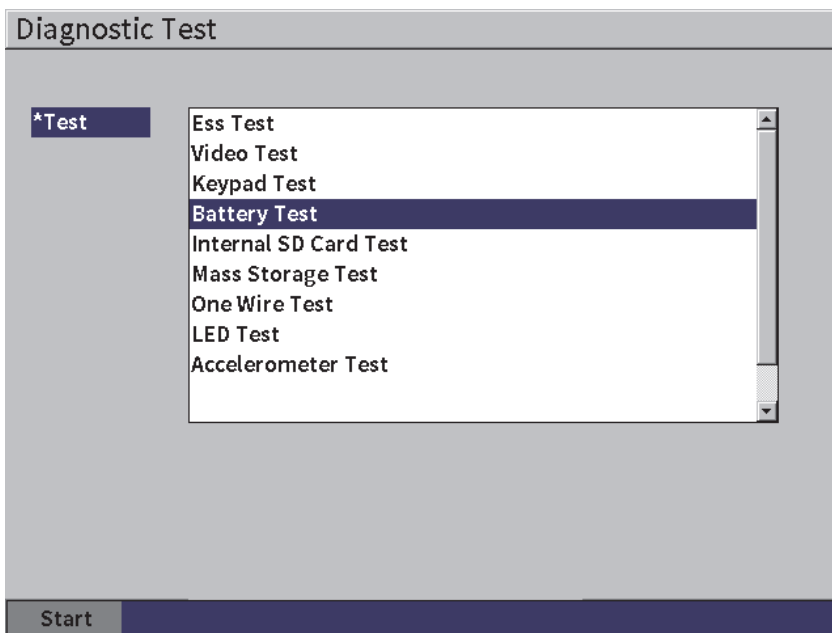 Diagnostic Test
*Test
Ess Test
Video Test
Keypad Test
Battery Test
Internal SD Card Test
Mass Storage Test
One Wire Test
LED Test
Accelerometer Test
Start